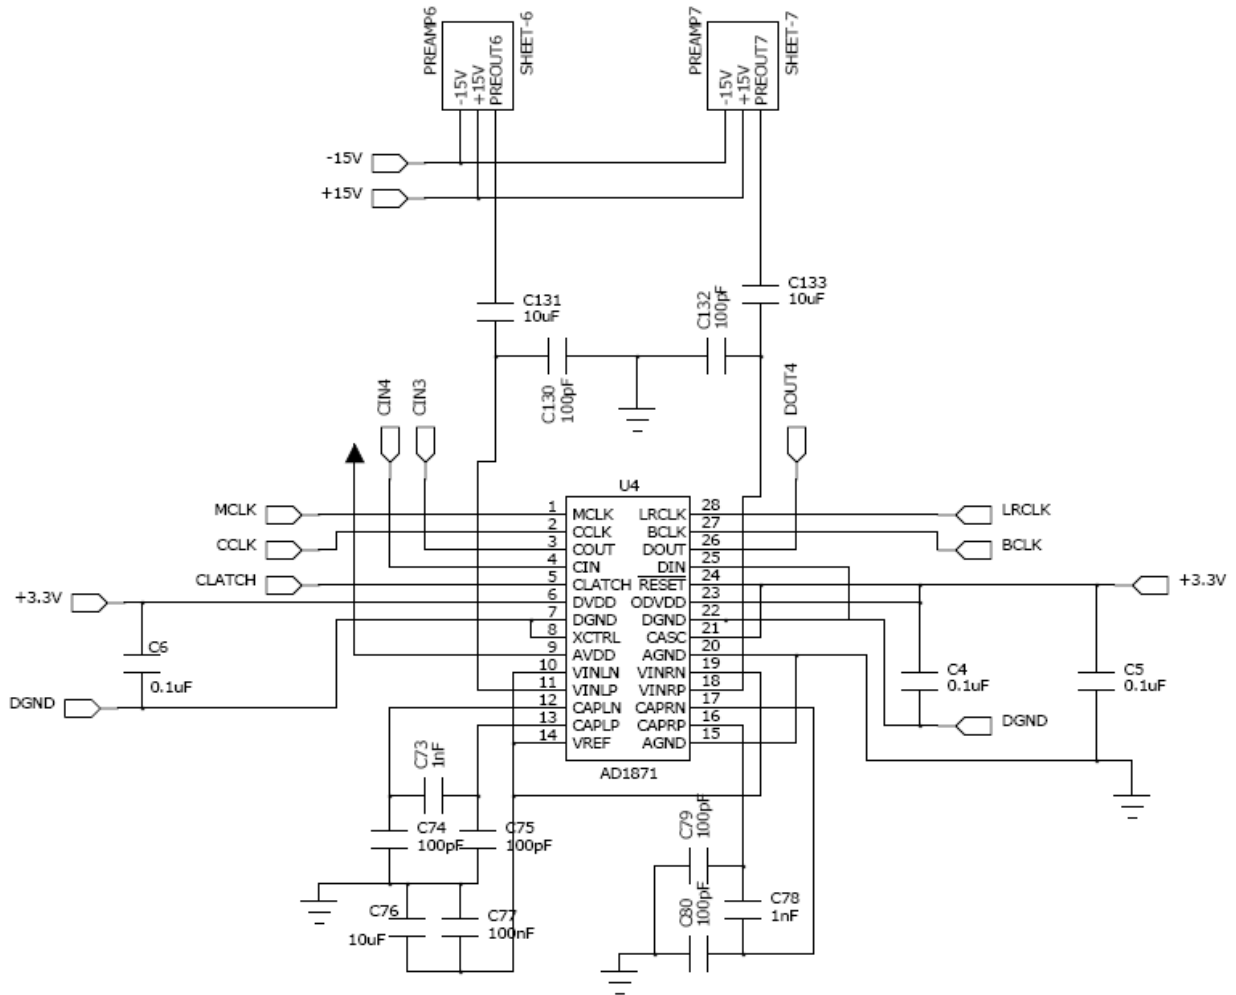 PREAMP6
-15V
+15V
PREOUT6
SHEET-6
PREAMP7
-15V
+15V
PREOUT7
SHEET-7
-15V
+15V
C131
10uF
C132
100pF
C133
10uF
C130
100pF
CIN4
CIN3
DOUT4
U4
MCLK
CCLK
CLATCH
+3.3V
DGND
C6
0.1uF
1 MCLK
2 CCLK
3 COUT
4 CIN
5 CLATCH
6 DVDD
7 DGND
8 XCTRL
9 AVDD
10 VINLN
11 VINLP
12 CAPLN
13 CAPLP
14 VREF
LRCLK 28
BCLK 27
DOUT 26
DIN 25
RESET 24
ODVDD 23
DGND 22
CASC 21
AGND 20
VINRN 19
VINRP 18
CAPRN 17
CAPRP 16
AGND 15
AD1871
LRCLK
BCLK
+3.3V
C4
0.1uF
C5
0.1uF
DGND
C73
1nF
C74
100pF
C75
100pF
C76
10uF
C77
100nF
C79
100pF
C80
100pF
C78
1nF